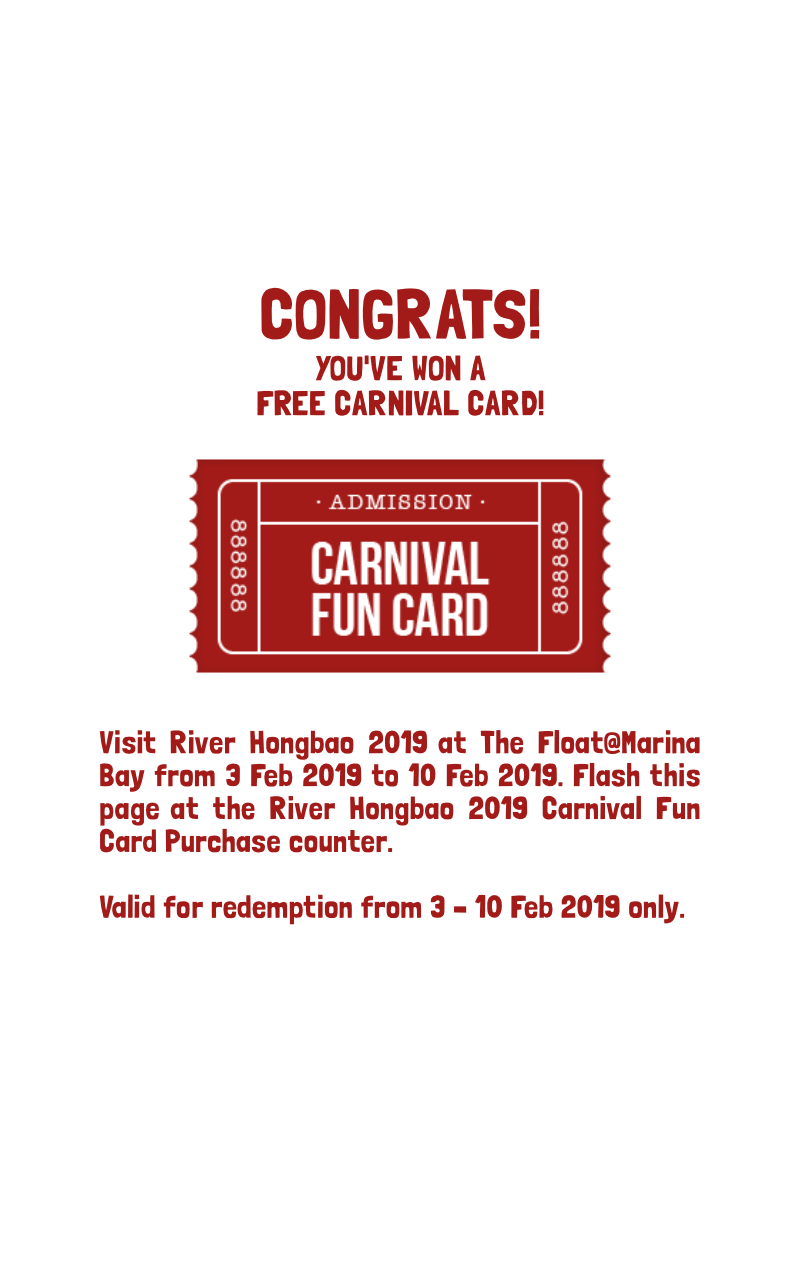 CONGRATS!
YOU'VE WON A
FREE CARNIVAL CARD!
· ADMISSION ·
888888
CARNIVAL
FUN CARD
888888
Visit River Hongbao 2019 at The Float@Marina
Bay from 3 Feb 2019 to 10 Feb 2019. Flash this
page at the River Hongbao 2019 Carnival Fun
Card Purchase counter.
Valid for redemption from 3 - 10 Feb 2019 only.